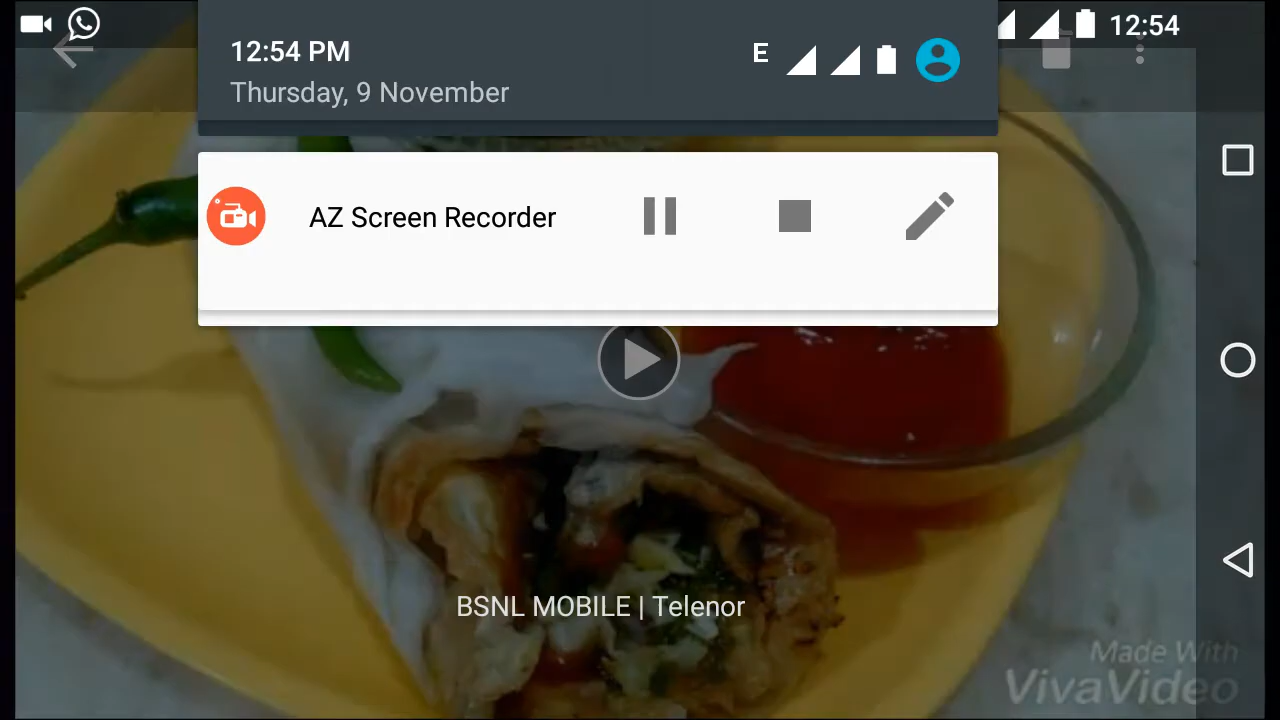 12:54
12:54 PM
E
Thursday, 9 November
AZ Screen Recorder
BSNL MOBILE | Telenor
Made With
VivaVideo